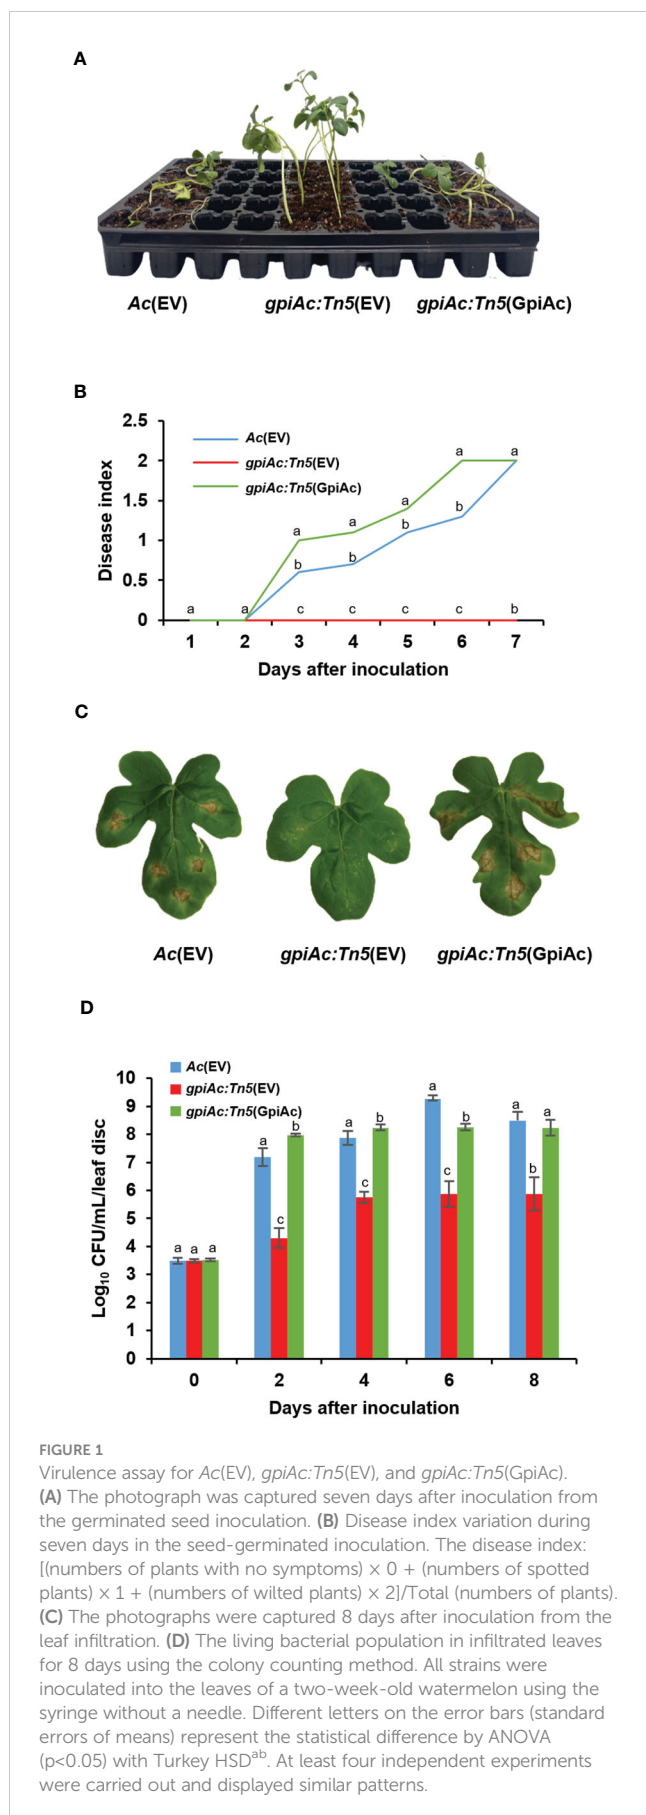 A
Ac(EV)
gpiAc:Tn5(EV)
gpiAc:Tn5(GpiAc)
B
Disease index
2.5
2
1.5
1
0.5
0
Ac(EV)
gpiAc:Tn5(EV)
gpiAc:Tn5(GpiAc)
a a a a a a a
b b b b
c c c c b
1 2 3 4 5 6 7
Days after inoculation
C
Ac(EV)
gpiAc:Tn5(EV)
gpiAc:Tn5(GpiAc)
D
Ac(EV)
gpiAc:Tn5(EV)
gpiAc:Tn5(GpiAc)
Log10 CFU/mL/leaf disc
10
9
8
7
6
5
4
3
2
1
0
a a a
a c b
a c b
a c b
a b a
0 2 4 6 8
Days after inoculation
FIGURE 1
Virulence assay for Ac(EV), gpiAc:Tn5(EV), and gpiAc:Tn5(GpiAc).
(A) The photograph was captured seven days after inoculation from
the germinated seed inoculation. (B) Disease index variation during
seven days in the seed-germinated inoculation. The disease index:
[(numbers of plants with no symptoms) × 0 + (numbers of spotted
plants) × 1 + (numbers of wilted plants) × 2]/Total (numbers of plants).
(C) The photographs were captured 8 days after inoculation from the
leaf infiltration. (D) The living bacterial population in infiltrated leaves
for 8 days using the colony counting method. All strains were
inoculated into the leaves of a two-week-old watermelon using the
syringe without a needle. Different letters on the error bars (standard
errors of means) represent the statistical difference by ANOVA
(p<0.05) with Turkey HSDab. At least four independent experiments
were carried out and displayed similar patterns.